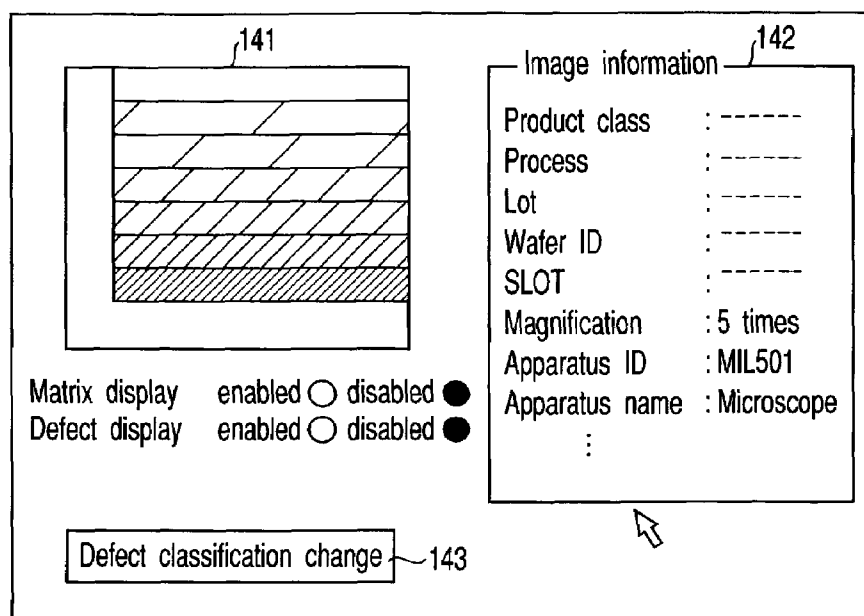 141
142
Image information
Product class : ------
Process : ------
Lot : ------
Wafer ID : ------
SLOT : ------
Magnification : 5 times
Apparatus ID : MIL501
Apparatus name : Microscope
⋮
Matrix display enabled ○ disabled ●
Defect display enabled ○ disabled ●
Defect classification change
143